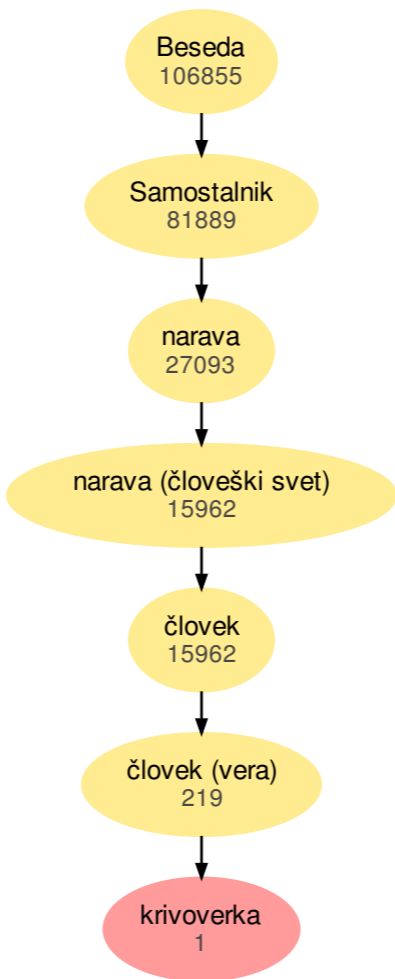 Beseda
106855
Samostalnik
81889
narava
27093
narava (človeški svet)
15962
človek
15962
človek (vera)
219
krivoverka
1